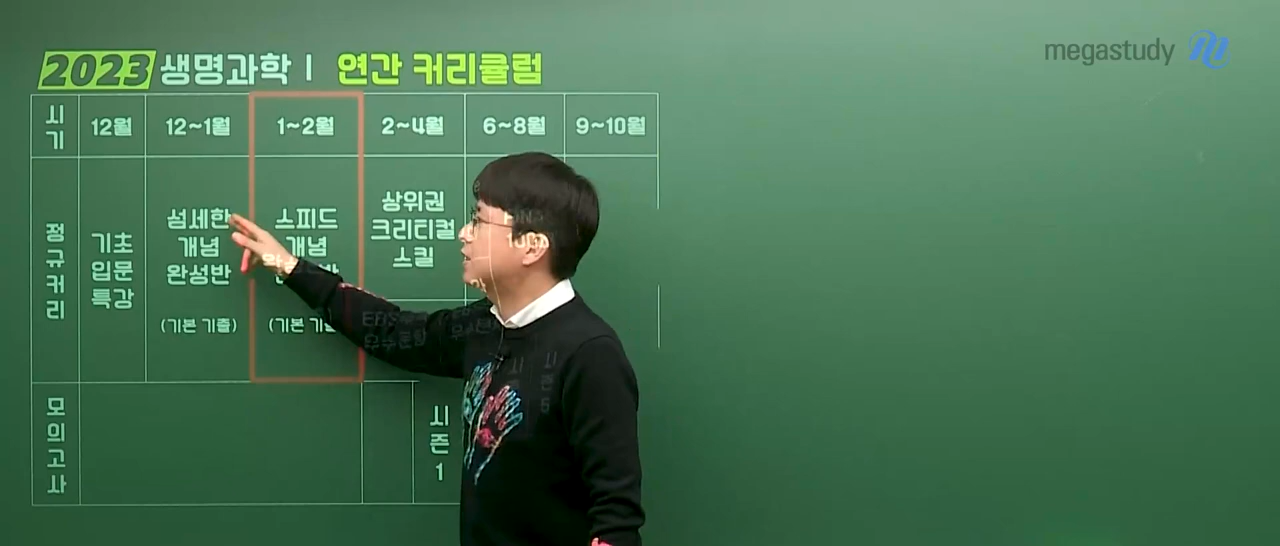 2023 생명과학Ⅰ 연간 커리큘럼
megastudy
시기
12월
12~1월
1~2월
2~4월
6~8월
9~10월
정규커리
기초
입문
특강
섬세한
개념
완성반
(기본 기출)
스피드
개념
(기본
상위권
크리티컬
스킬
모의고사
시즌
1